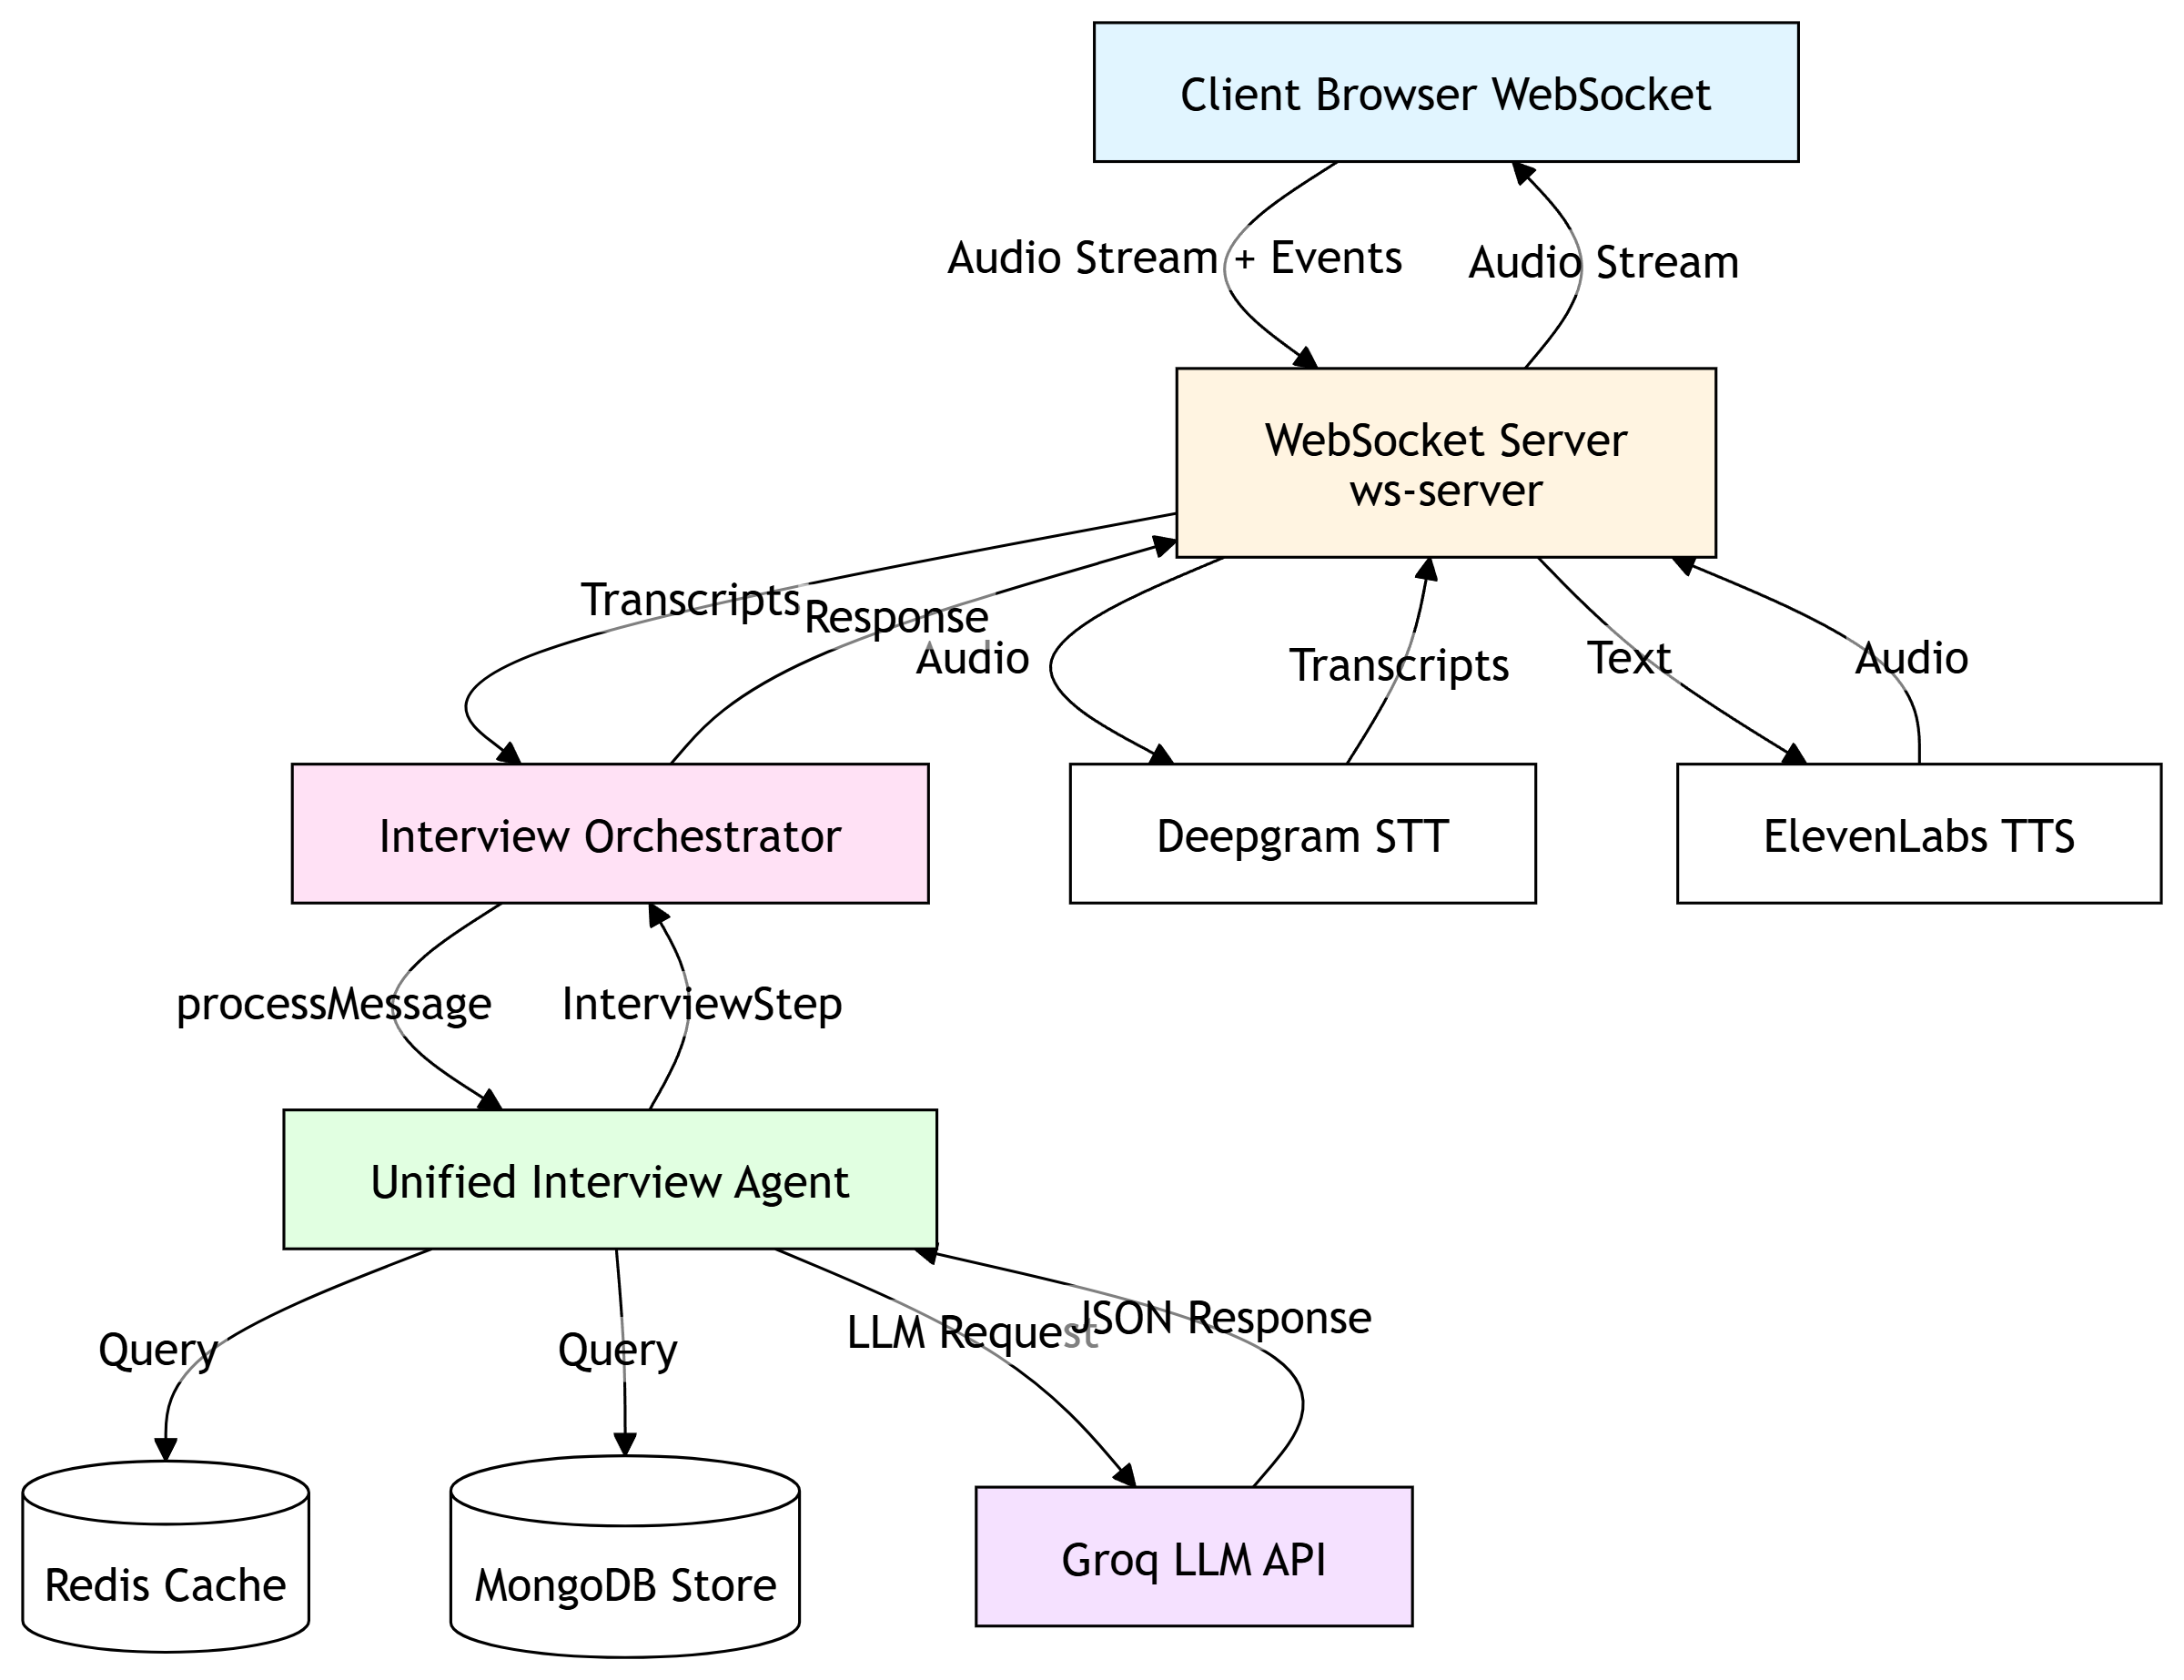 Client Browser WebSocket
Audio Stream + Events
Audio Stream
WebSocket Server
ws-server
Transcripts
Response
Audio
Transcripts
Text
Audio
Interview Orchestrator
Deepgram STT
ElevenLabs TTS
processMessage
InterviewStep
Unified Interview Agent
Query
Query
LLM Request
JSON Response
Redis Cache
MongoDB Store
Groq LLM API